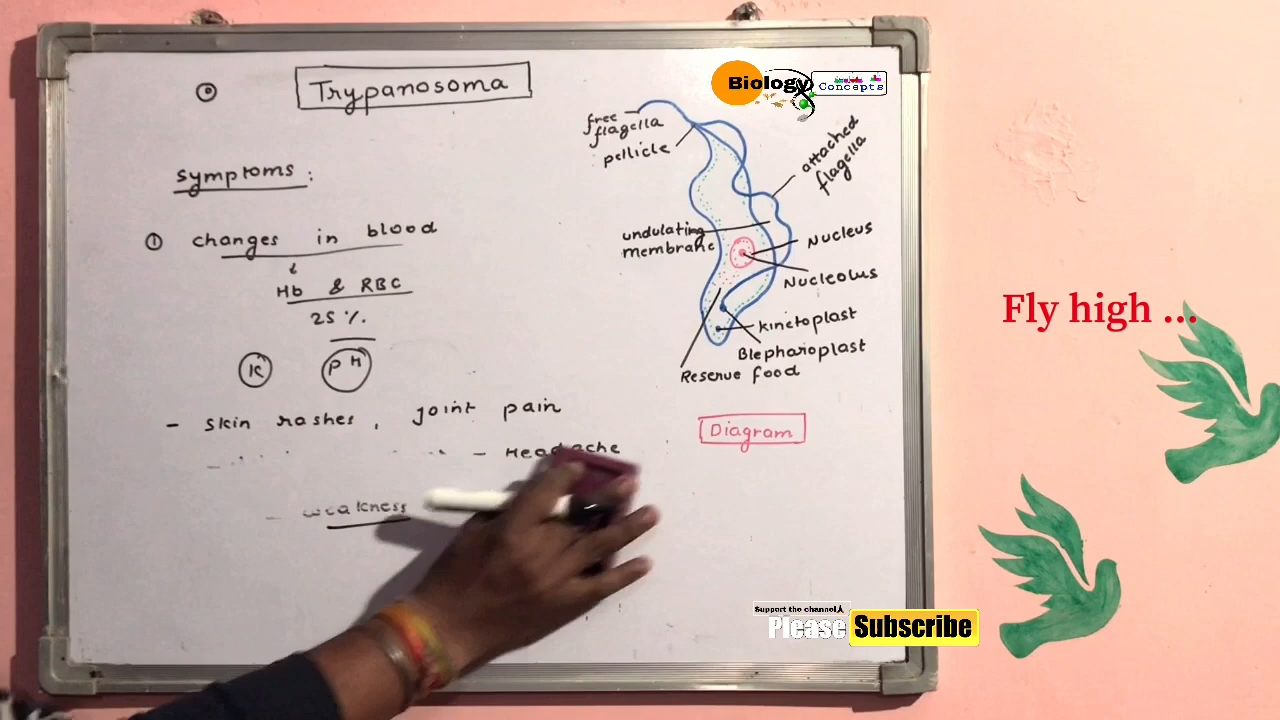 Trypanosoma
symptoms:
① changes in blood
Hb & RBC
25 %.
K PH
- skin rashes, joint pain
- Headache
- weakness
free flagella
pellicle
attached flagella
undulating membrane
Nucleus
Nucleolus
kinetoplast
Blepharoplast
Reserve food
Diagram
Biology Concepts
Fly high ...
Support the channel
Please Subscribe